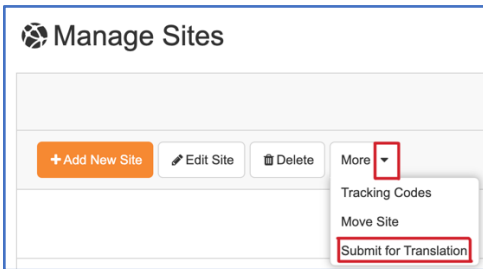 Manage Sites
+Add New Site Edit Site Delete More
Tracking Codes
Move Site
Submit for Translation